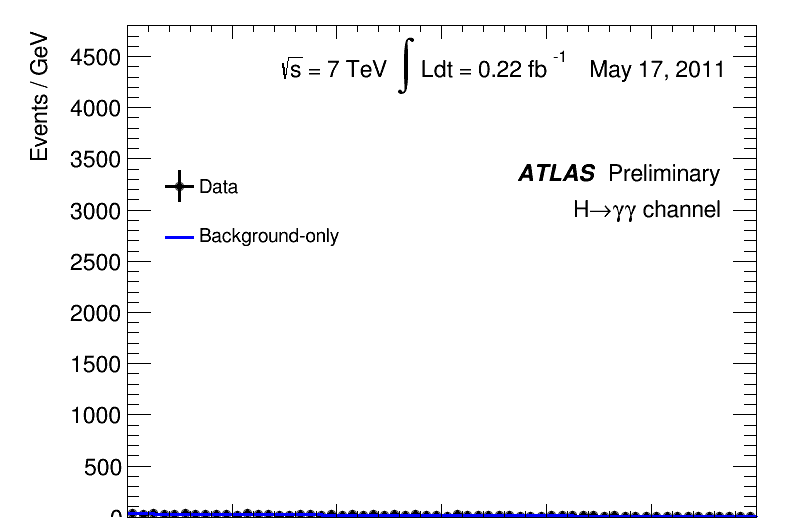 Events / GeV
4500
4000
3500
3000
2500
2000
1500
1000
500
0
√s = 7 TeV ∫ Ldt = 0.22 fb⁻¹ May 17, 2011
ATLAS Preliminary
H→γγ channel
Data
Background-only